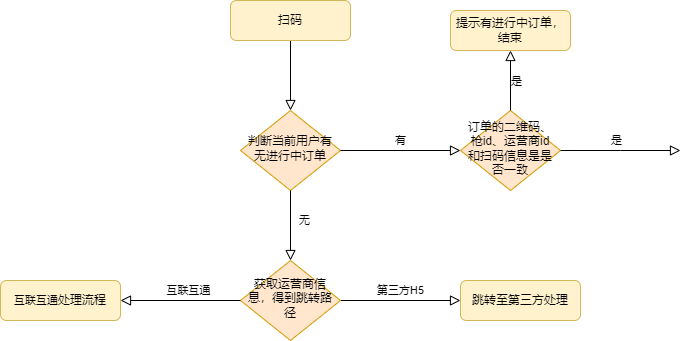 扫码
提示有进行中订单，
结束
是
判断当前用户有
无进行中订单
有
订单的二维码、
枪id、运营商id
和扫码信息是是
否一致
是
无
互联互通处理流程
互联互通
获取运营商信
息，得到跳转路
径
第三方H5
跳转至第三方处理